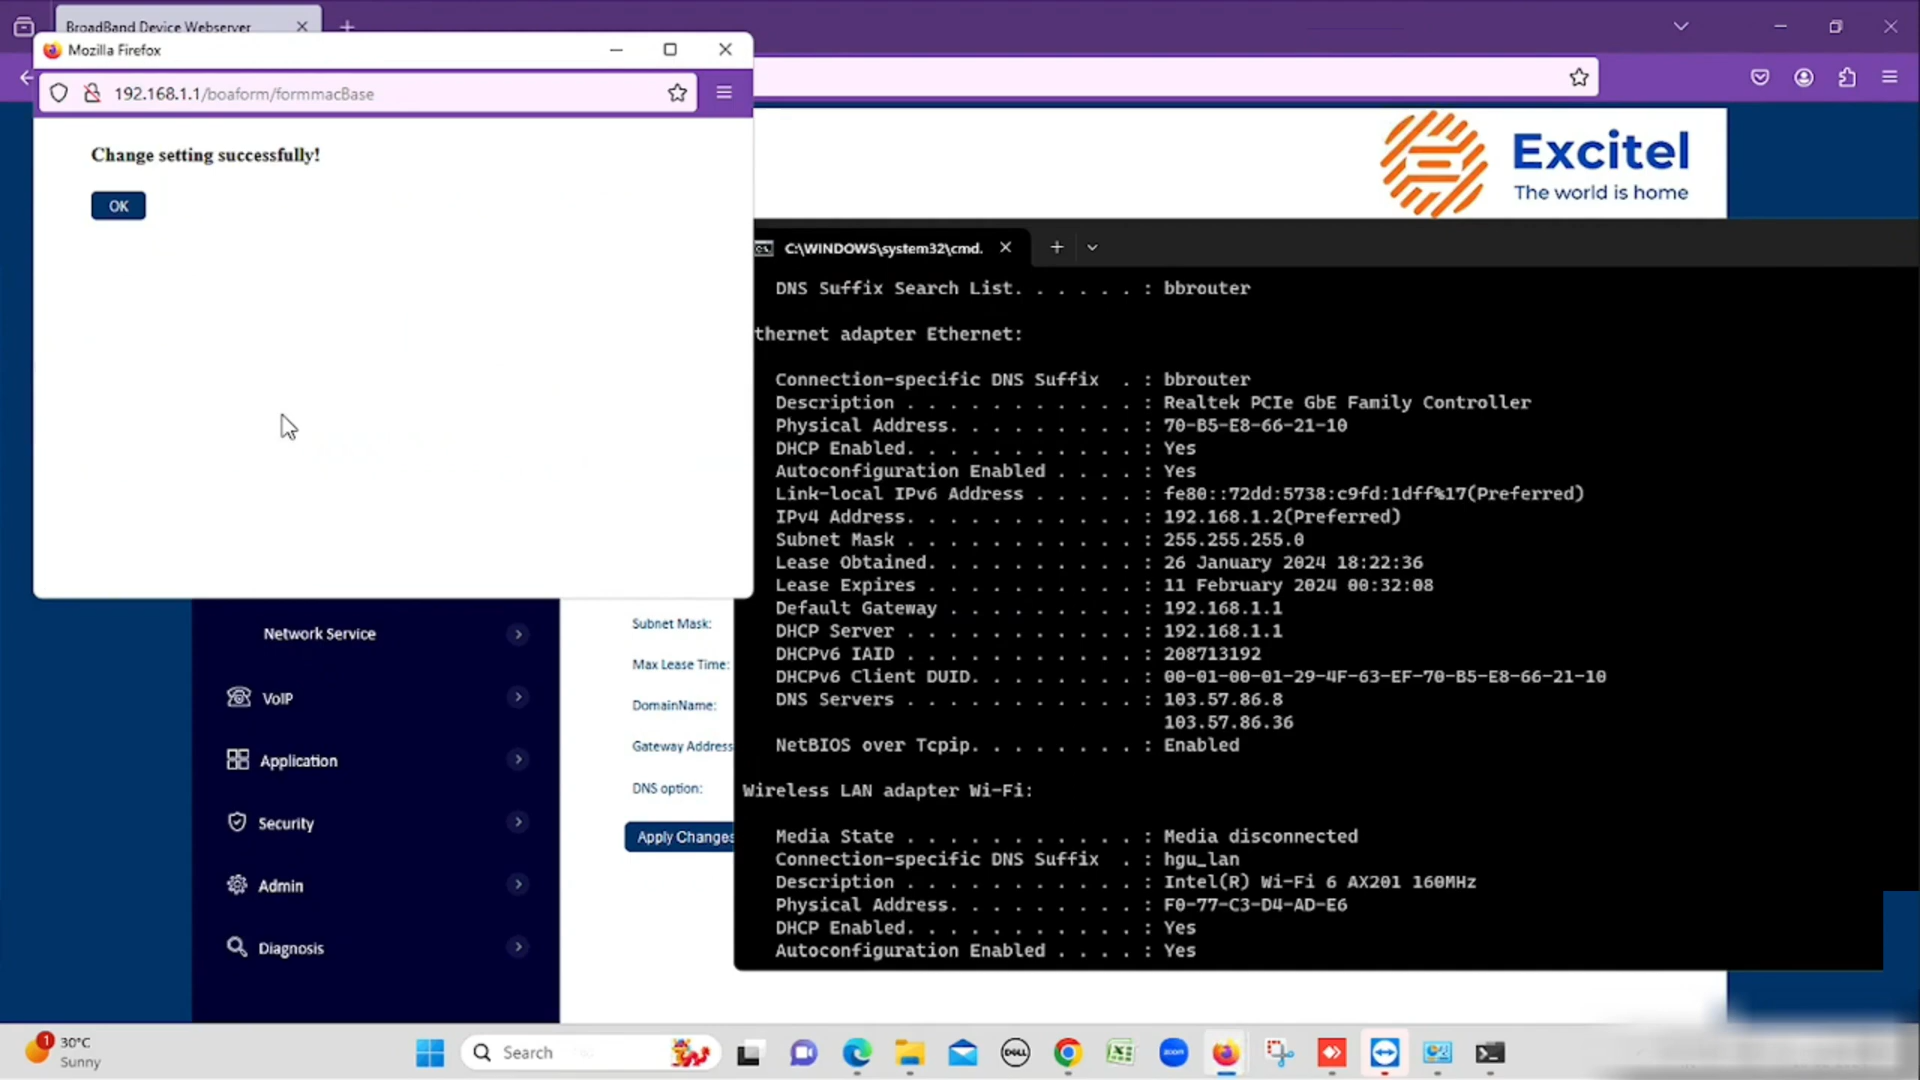 BroadBand Device Webserver
Mozilla Firefox
192.168.1.1/boaform/formmacBase
Change setting successfully!
OK
Excitel
The world is home
C:\WINDOWS\system32\cmd.
DNS Suffix Search List. . . . . . : bbrouter
thernet adapter Ethernet:
Connection-specific DNS Suffix . : bbrouter
Description . . . . . . . . . . . : Realtek PCIe GbE Family Controller
Physical Address. . . . . . . . . : 70-B5-E8-66-21-10
DHCP Enabled. . . . . . . . . . . : Yes
Autoconfiguration Enabled . . . . : Yes
Link-local IPv6 Address . . . . . : fe80::72dd:5738:c9fd:1dff%17(Preferred)
IPv4 Address. . . . . . . . . . . : 192.168.1.2(Preferred)
Subnet Mask . . . . . . . . . . . : 255.255.255.0
Lease Obtained. . . . . . . . . . : 26 January 2024 18:22:36
Lease Expires . . . . . . . . . . : 11 February 2024 00:32:08
Default Gateway . . . . . . . . . : 192.168.1.1
DHCP Server . . . . . . . . . . . : 192.168.1.1
DHCPv6 IAID . . . . . . . . . . . : 208713192
DHCPv6 Client DUID. . . . . . . . : 00-01-00-01-29-4F-63-EF-70-B5-E8-66-21-10
DNS Servers . . . . . . . . . . . : 103.57.86.8
103.57.86.36
NetBIOS over Tcpip. . . . . . . . : Enabled
Wireless LAN adapter Wi-Fi:
Media State . . . . . . . . . . . : Media disconnected
Connection-specific DNS Suffix . : hgu_lan
Description . . . . . . . . . . . : Intel(R) Wi-Fi 6 AX201 160MHz
Physical Address. . . . . . . . . : F0-77-C3-D4-AD-E6
DHCP Enabled. . . . . . . . . . . : Yes
Autoconfiguration Enabled . . . . : Yes
Network Service
VoIP
Application
Security
Admin
Diagnosis
Subnet Mask:
Max Lease Time:
DomainName:
Gateway Address
DNS option:
Apply Changes
1
30°C
Sunny
Search
DELL
zoom